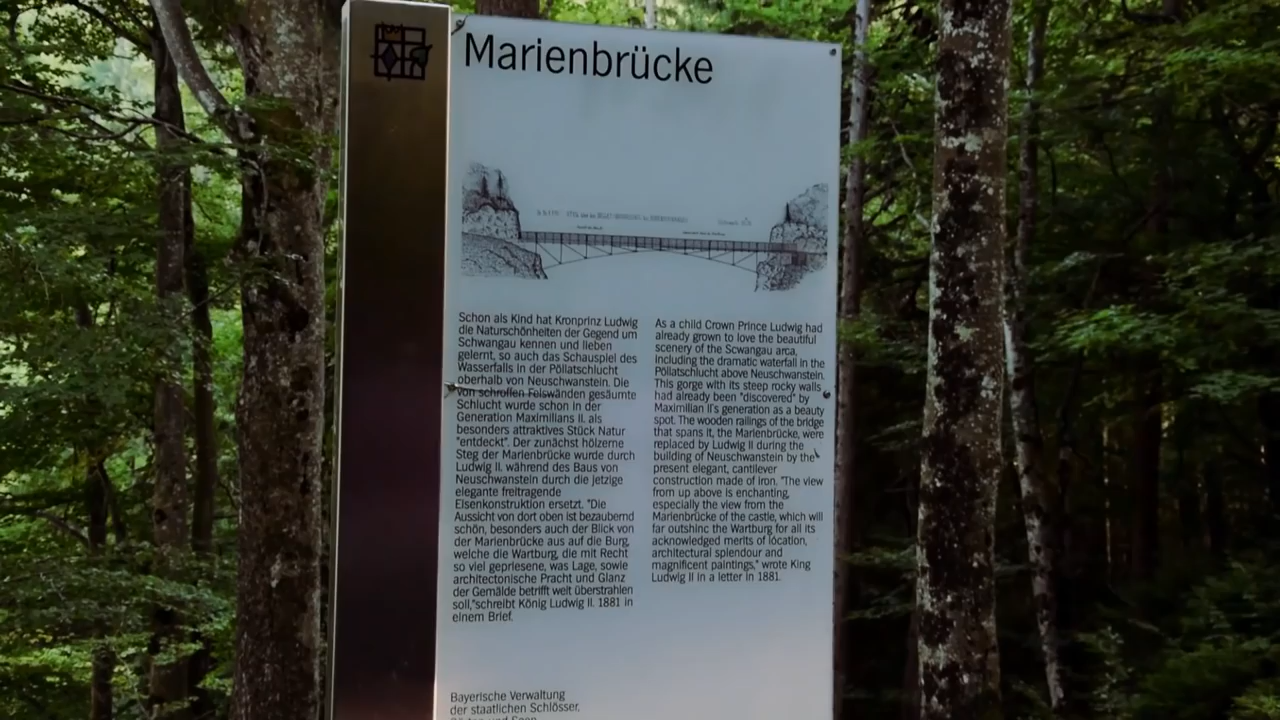 Marienbrücke
Schon als Kind hat Kronprinz Ludwig
die Naturschönheiten der Gegend um
Schwangau kennen und lieben
gelernt, so auch das Schauspiel des
Wasserfalls in der Pöllatschlucht
oberhalb von Neuschwanstein. Die
von schroffen Felswänden gesäumte
Schlucht wurde schon in der
Generation Maximilians II. als
besonders attraktives Stück Natur
"entdeckt". Der zunächst hölzerne
Steg der Marienbrücke wurde durch
Ludwig II. während des Baus von
Neuschwanstein durch die jetzige
elegante freitragende
Eisenkonstruktion ersetzt. "Die
Aussicht von dort oben ist bezaubernd
schön, besonders auch der Blick von
der Marienbrücke aus auf die Burg,
welche die Wartburg, die mit Recht
so viel gepriesene, was Lage, sowie
architectonische Pracht und Glanz
der Gemälde betrifft weit überstrahlen
soll,"schreibt König Ludwig II. 1881 in
einem Brief.
As a child Crown Prince Ludwig had
already grown to love the beautiful
scenery of the Scwangau area,
including the dramatic waterfall in the
Pöllatschlucht above Neuschwanstein.
This gorge with its steep rocky walls
had already been "discovered" by
Maximilian II's generation as a beauty
spot. The wooden railings of the bridge
that spans it, the Marienbrücke, were
replaced by Ludwig II during the
building of Neuschwanstein by the
present elegant, cantilever
construction made of iron. "The view
from up above is enchanting,
especially the view from the
Marienbrücke of the castle, which will
far outshine the Wartburg for all its
acknowledged merits of location,
architectural splendour and
magnificent paintings," wrote King
Ludwig II in a letter in 1881.
Bayerische Verwaltung
der staatlichen Schlösser,